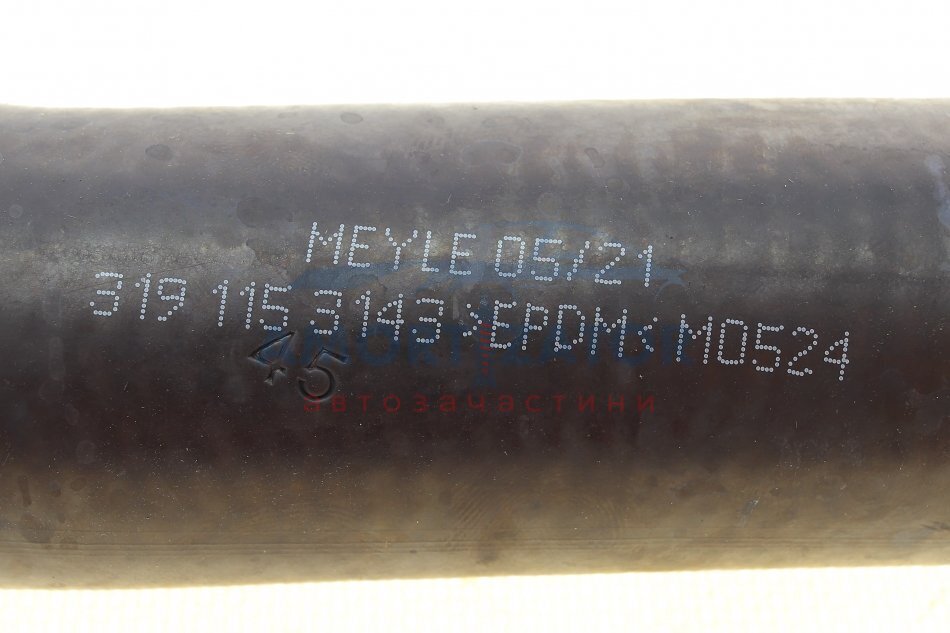 MEYLE 05/21
319 115 3143 >EPDM< M0524
45
автозачастини